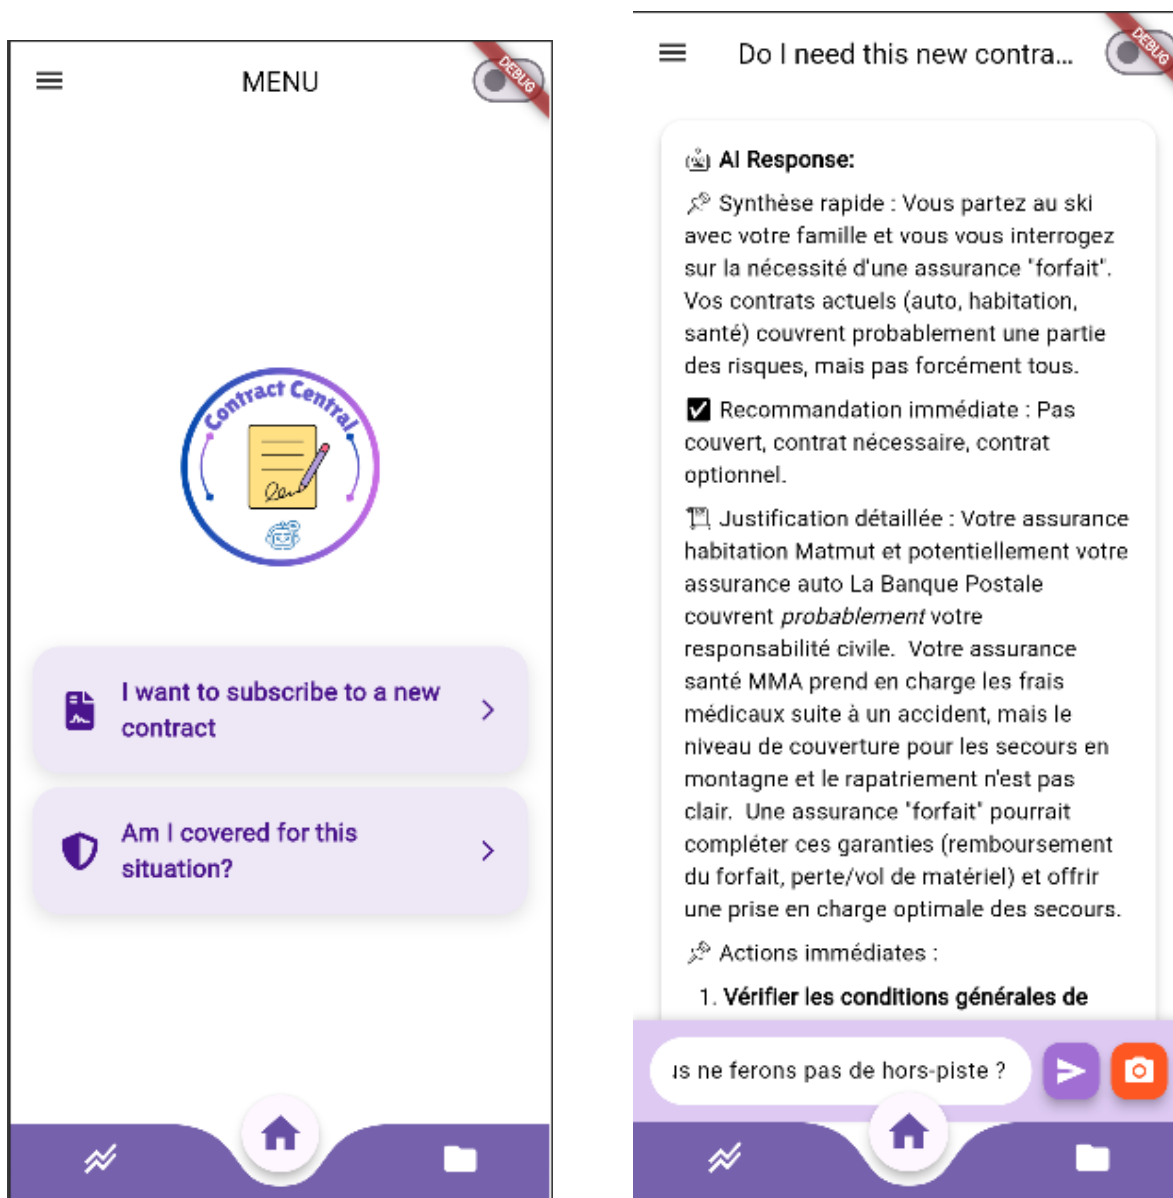 MENU
DEBUG
Contract Central
I want to subscribe to a new
contract
Am I covered for this
situation?
Do I need this new contra...
DEBUG
AI Response:
Synthèse rapide : Vous partez au ski
avec votre famille et vous vous interrogez
sur la nécessité d'une assurance "forfait".
Vos contrats actuels (auto, habitation,
santé) couvrent probablement une partie
des risques, mais pas forcément tous.
Recommandation immédiate : Pas
couvert, contrat nécessaire, contrat
optionnel.
Justification détaillée : Votre assurance
habitation Matmut et potentiellement votre
assurance auto La Banque Postale
couvrent probablement votre
responsabilité civile. Votre assurance
santé MMA prend en charge les frais
médicaux suite à un accident, mais le
niveau de couverture pour les secours en
montagne et le rapatriement n'est pas
clair. Une assurance "forfait" pourrait
compléter ces garanties (remboursement
du forfait, perte/vol de matériel) et offrir
une prise en charge optimale des secours.
Actions immédiates :
1. Vérifier les conditions générales de
us ne ferons pas de hors-piste ?